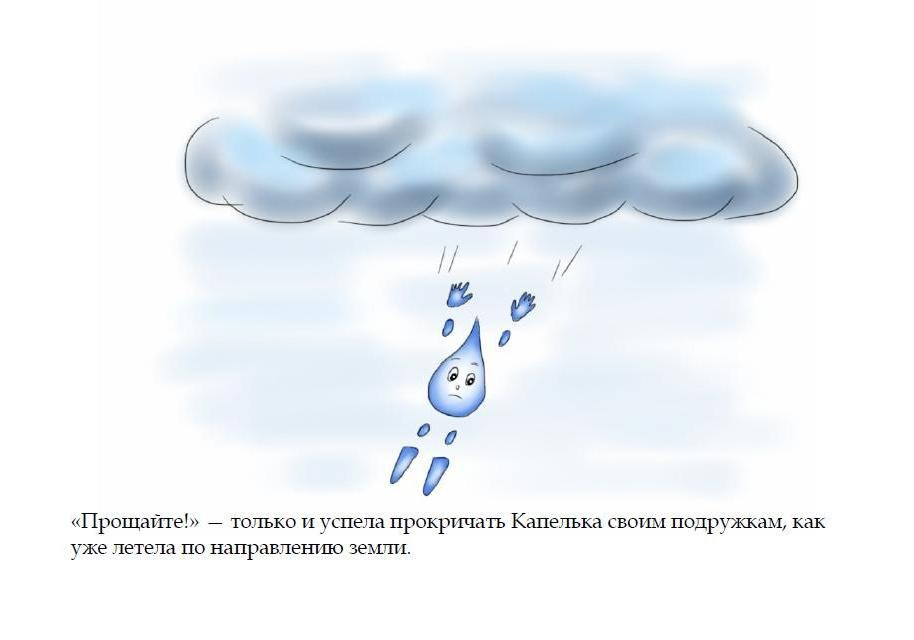 «Прощайте!» — только и успела прокричать Капелька своим подружкам, как
уже летела по направлению земли.